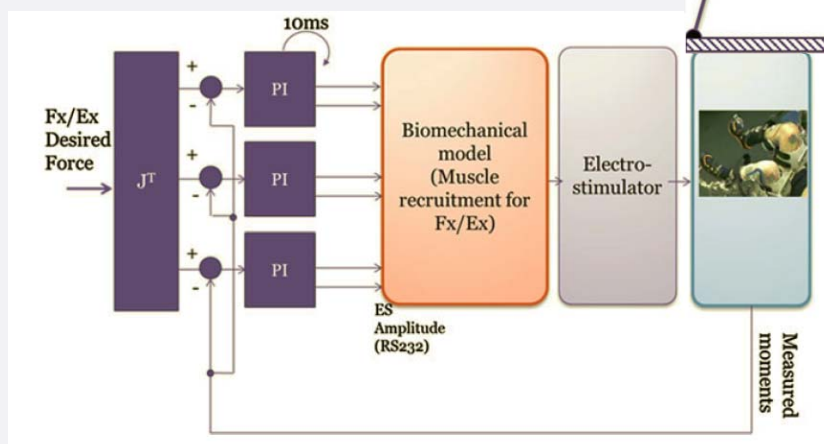 10ms
Fx/Ex
Desired
Force
J^T
+
-
PI
+
-
PI
+
-
PI
Biomechanical
model
(Muscle
recruitment for
Fx/Ex)
Electro-
stimulator
ES
Amplitude
(RS232)
Measured
moments